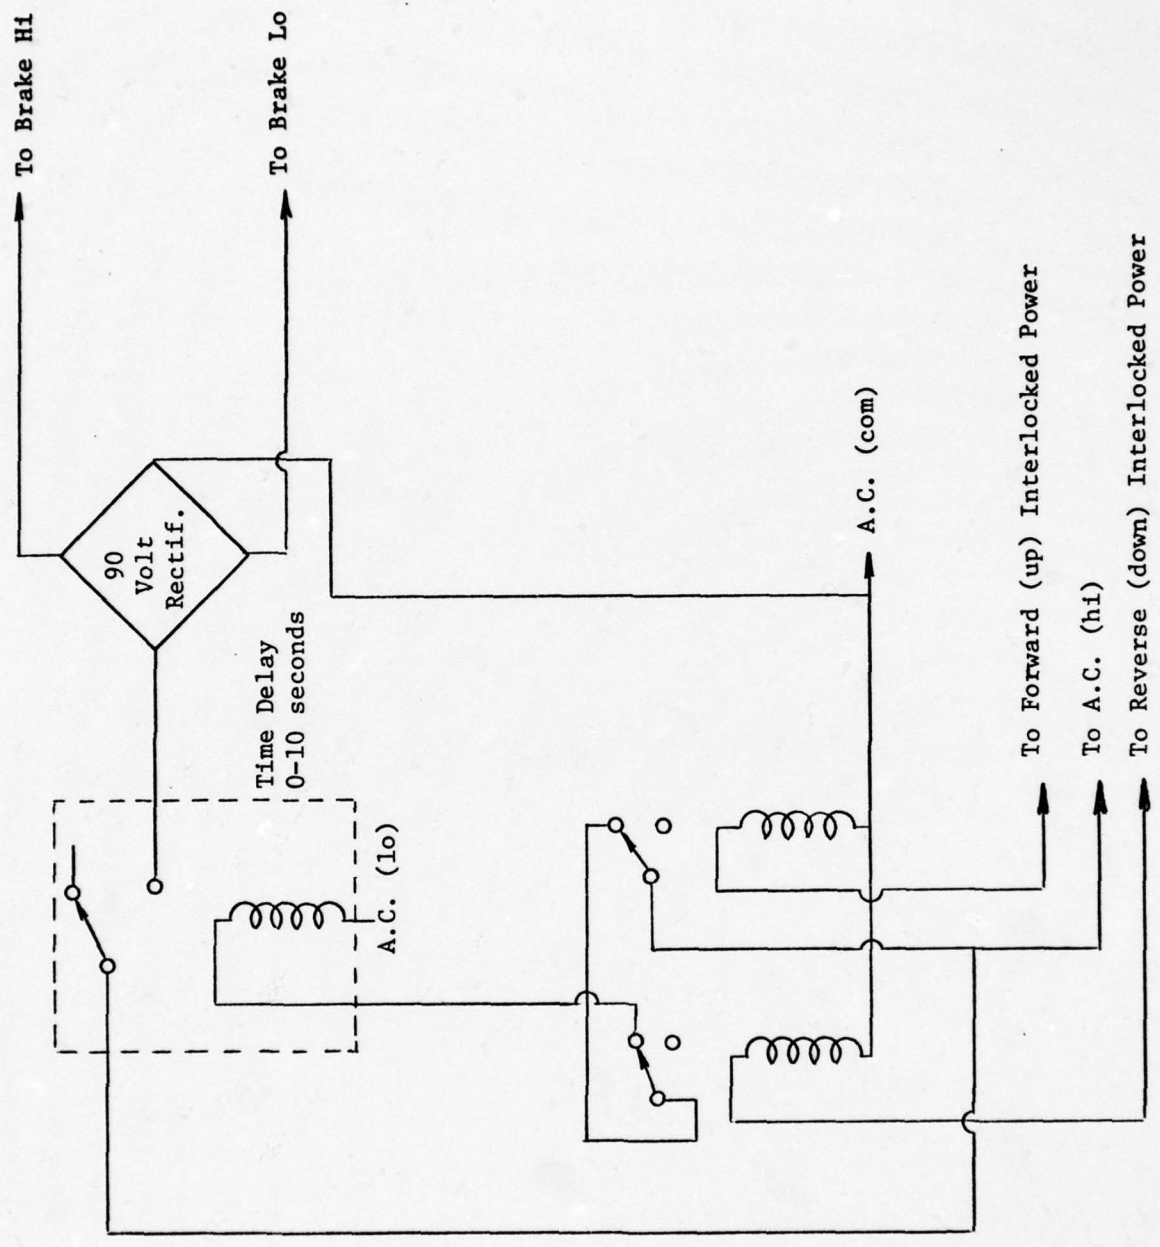 To Brake Hi
To Brake Lo
90
Volt
Rectif.
Time Delay
0-10 seconds
A.C. (lo)
A.C. (com)
To Forward (up) Interlocked Power
To A.C. (hi)
To Reverse (down) Interlocked Power